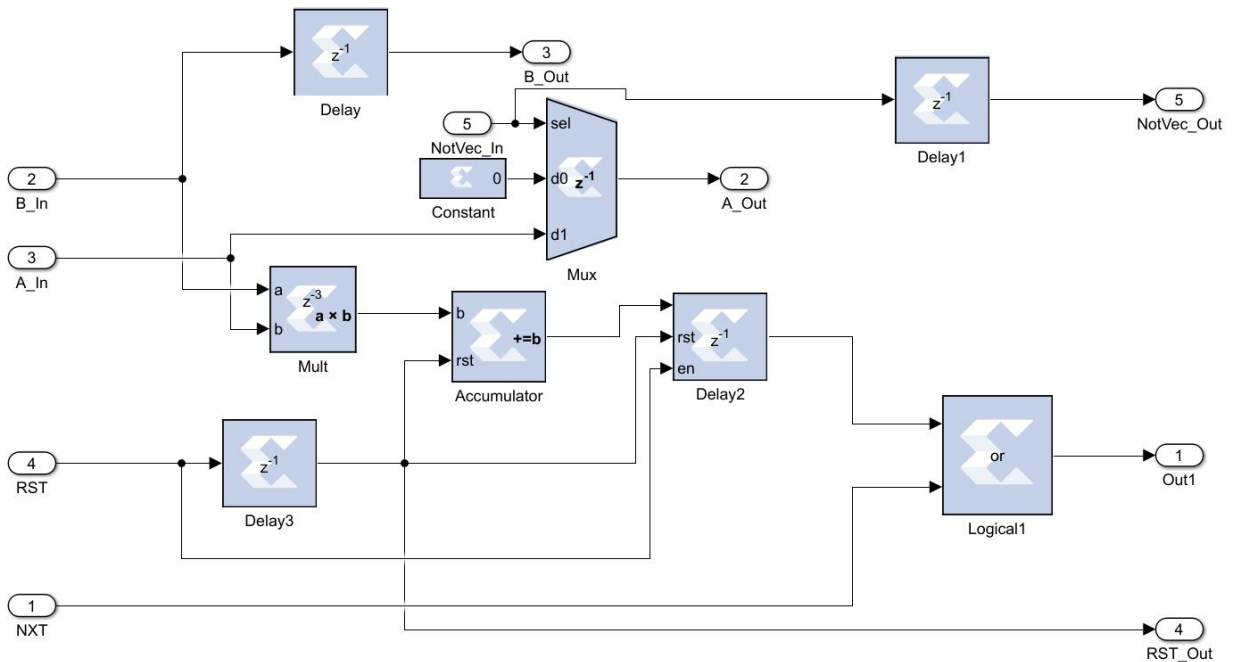 z-1
Delay
3
B_Out
5
NotVec_In
sel
z-1
Delay1
5
NotVec_Out
2
B_In
0
Constant
d0
z-1
d1
Mux
2
A_Out
3
A_In
a
z-3
a × b
b
Mult
b
+=b
rst
Accumulator
rst
z-1
en
Delay2
4
RST
z-1
Delay3
or
Logical1
1
Out1
1
NXT
4
RST_Out